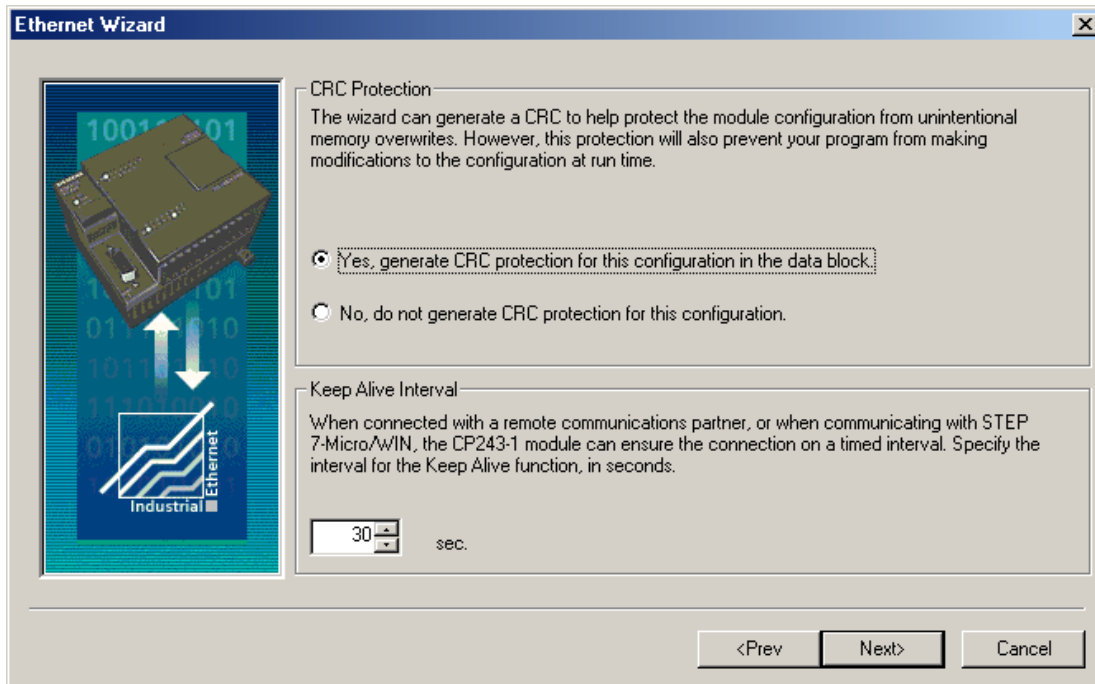 Ethernet Wizard
CRC Protection
The wizard can generate a CRC to help protect the module configuration from unintentional
memory overwrites. However, this protection will also prevent your program from making
modifications to the configuration at run time.
Yes, generate CRC protection for this configuration in the data block.
No, do not generate CRC protection for this configuration.
Keep Alive Interval
When connected with a remote communications partner, or when communicating with STEP
7-Micro/WIN, the CP243-1 module can ensure the connection on a timed interval. Specify the
interval for the Keep Alive function, in seconds.
30
sec.
Industrial
Ethernet
<Prev
Next>
Cancel